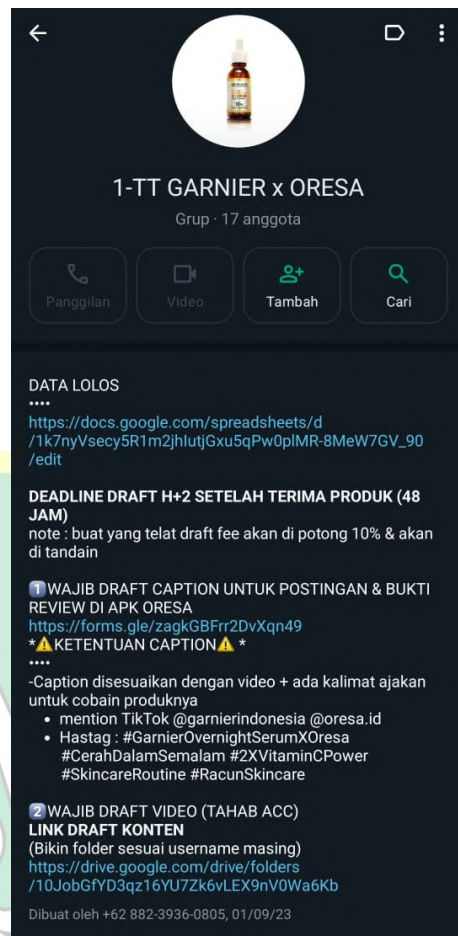 1-TT GARNIER x ORESA
Grup · 17 anggota
Panggilan
Video
Tambah
Cari
DATA LOLOS
••••
https://docs.google.com/spreadsheets/d
/1k7nyVsecy5R1m2jhIutjGxu5qPw0plMR-8MeW7GV_90
/edit
DEADLINE DRAFT H+2 SETELAH TERIMA PRODUK (48
JAM)
note : buat yang telat draft fee akan di potong 10% & akan
di tandain
1️⃣WAJIB DRAFT CAPTION UNTUK POSTINGAN & BUKTI
REVIEW DI APK ORESA
https://forms.gle/zagkGBFrr2DvXqn49
*⚠️KETENTUAN CAPTION⚠️ *
••••
-Caption disesuaikan dengan video + ada kalimat ajakan
untuk cobain produknya
• mention TikTok @garnierindonesia @oresa.id
• Hastag : #GarnierOvernightSerumXOresa
#CerahDalamSemalam #2XVitaminCPower
#SkincareRoutine #RacunSkincare
2️⃣WAJIB DRAFT VIDEO (TAHAB ACC)
LINK DRAFT KONTEN
(Bikin folder sesuai username masing)
https://drive.google.com/drive/folders
/10JobGfYD3qz16YU7Zk6vLEX9nV0Wa6Kb
Dibuat oleh +62 882-3936-0805, 01/09/23